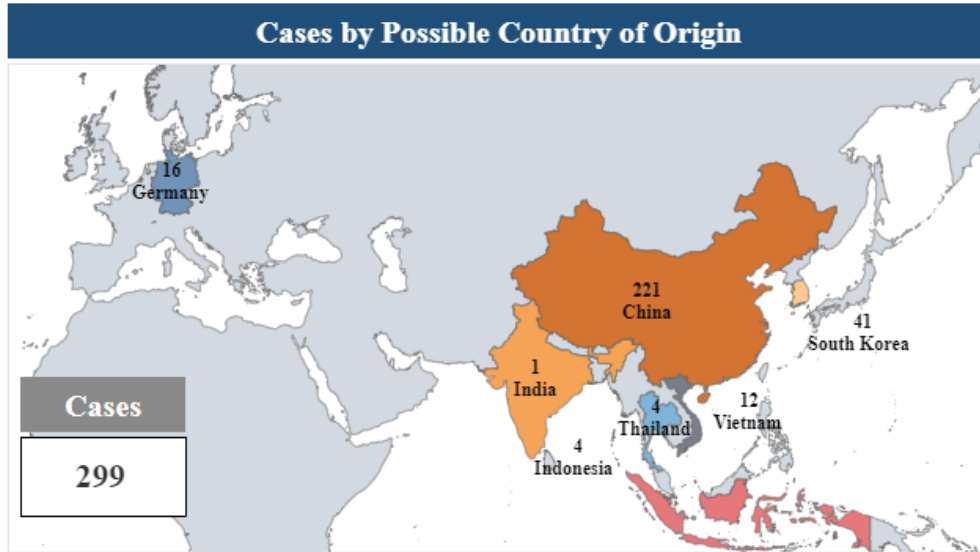 Cases by Possible Country of Origin
16
Germany
221
China
41
South Korea
1
India
12
Vietnam
4
Thailand
4
Indonesia
Cases
299